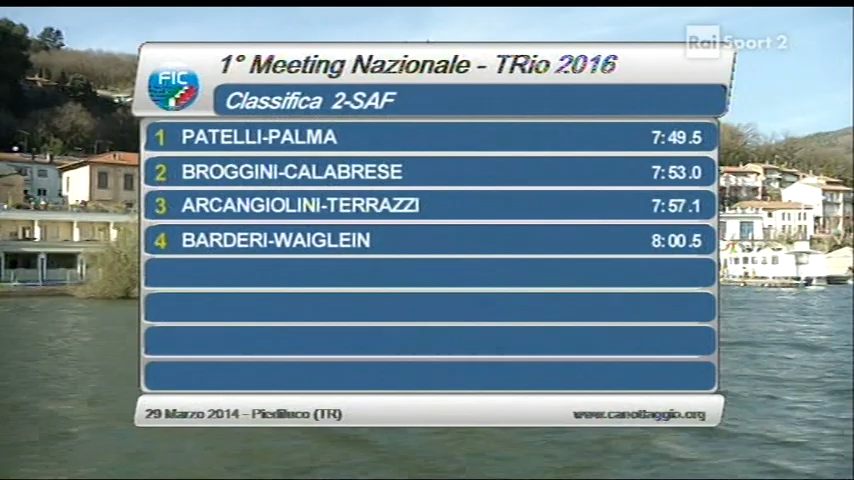 Rai Sport 2
FIC
1° Meeting Nazionale - TRio 2016
Classifica 2-SAF
1 PATELLI-PALMA 7:49.5
2 BROGGINI-CALABRESE 7:53.0
3 ARCANGIOLINI-TERRAZZI 7:57.1
4 BARDERI-WAIGLEIN 8:00.5
29 Marzo 2014 - Piediluco (TR) www.canottaggio.org